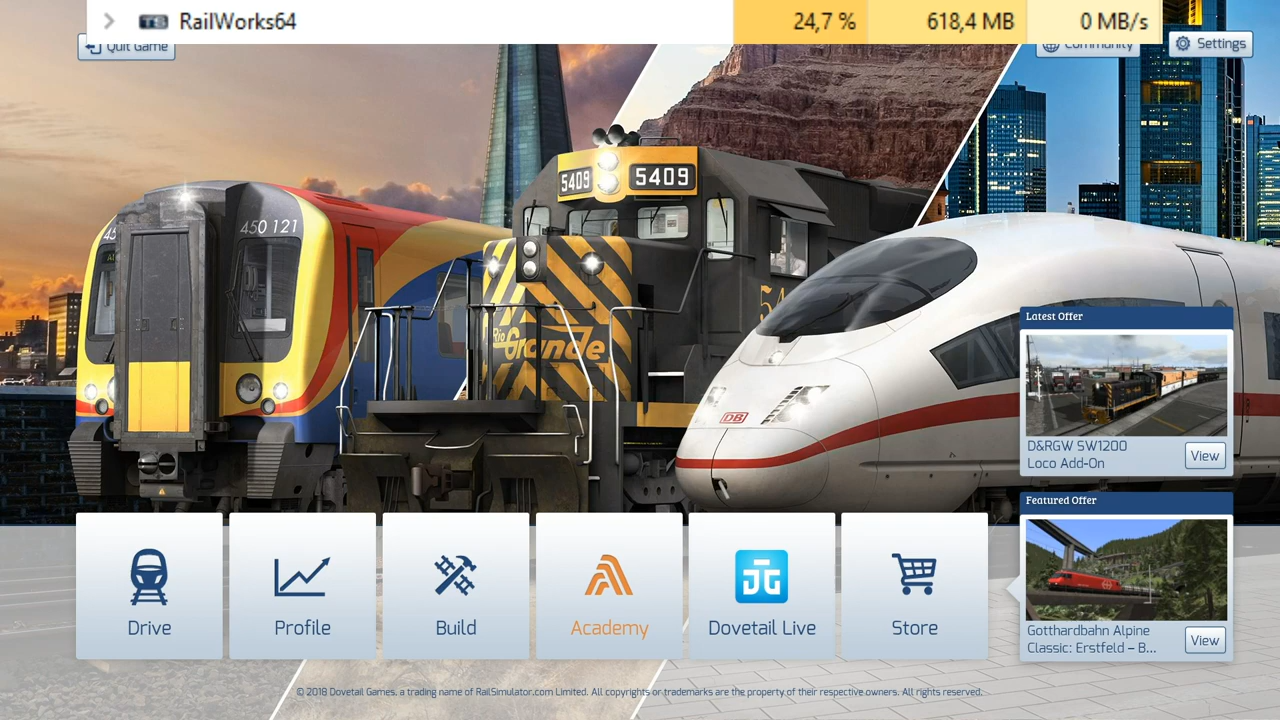 RailWorks64 24,7 % 618,4 MB 0 MB/s
Quit Game
Community
Settings
5409 5409
450 121
Rio Grande
DB
Latest Offer
D&RGW SW1200
Loco Add-On
View
Featured Offer
Gotthardbahn Alpine
Classic: Erstfeld – B...
View
Drive
Profile
Build
Academy
Dovetail Live
Store
© 2018 Dovetail Games, a trading name of RailSimulator.com Limited. All copyrights or trademarks are the property of their respective owners. All rights reserved.